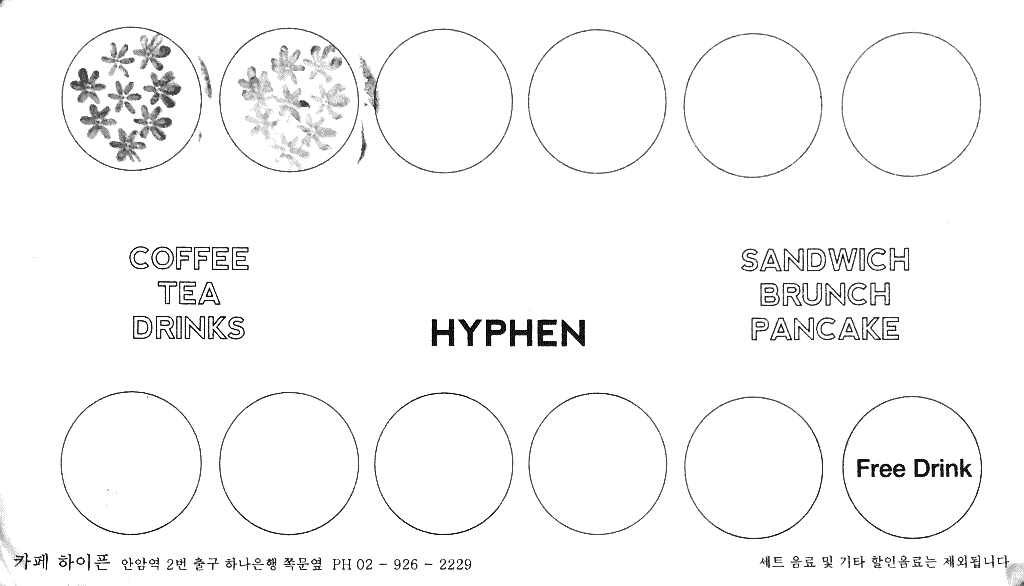 COFFEE
TEA
DRINKS
HYPHEN
SANDWICH
BRUNCH
PANCAKE
Free Drink
카페 하이픈 안암역 2번 출구 하나은행 쪽문옆 PH 02 - 926 - 2229
세트 음료 및 기타 할인음료는 제외됩니다